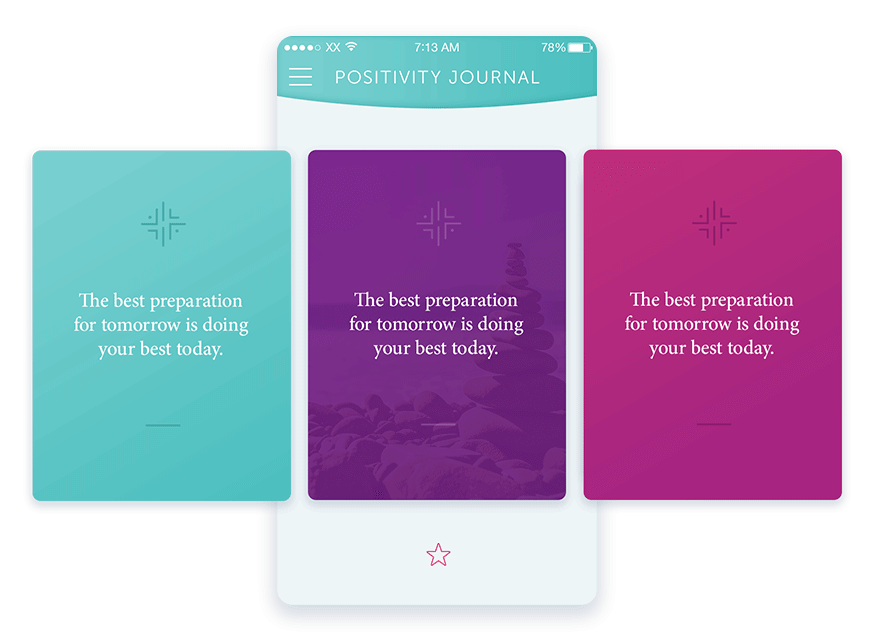 XX 7:13 AM 78%
POSITIVITY JOURNAL
The best preparation
for tomorrow is doing
your best today.
The best preparation
for tomorrow is doing
your best today.
The best preparation
for tomorrow is doing
your best today.